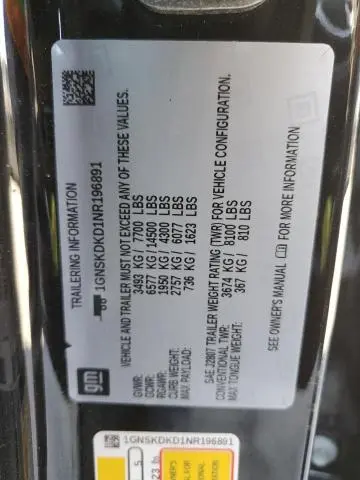 TRAILERING INFORMATION
1GNSKDKD1NR196891
VEHICLE AND TRAILER MUST NOT EXCEED ANY OF THESE VALUES.
GVWR: 3493 KG / 7700 LBS
GCWR: 6577 KG / 14500 LBS
RGAWR: 1950 KG / 4300 LBS
CURB WEIGHT: 2757 KG / 6077 LBS
MAX PAYLOAD: 736 KG / 1623 LBS
SAE J2807 TRAILER WEIGHT RATING (TWR) FOR VEHICLE CONFIGURATION.
CONVENTIONAL TWR: 3674 KG / 8100 LBS
MAX TONGUE WEIGHT: 367 KG / 810 LBS
SEE OWNER'S MANUAL FOR MORE INFORMATION
gm
1GNSKDKD1NR196891